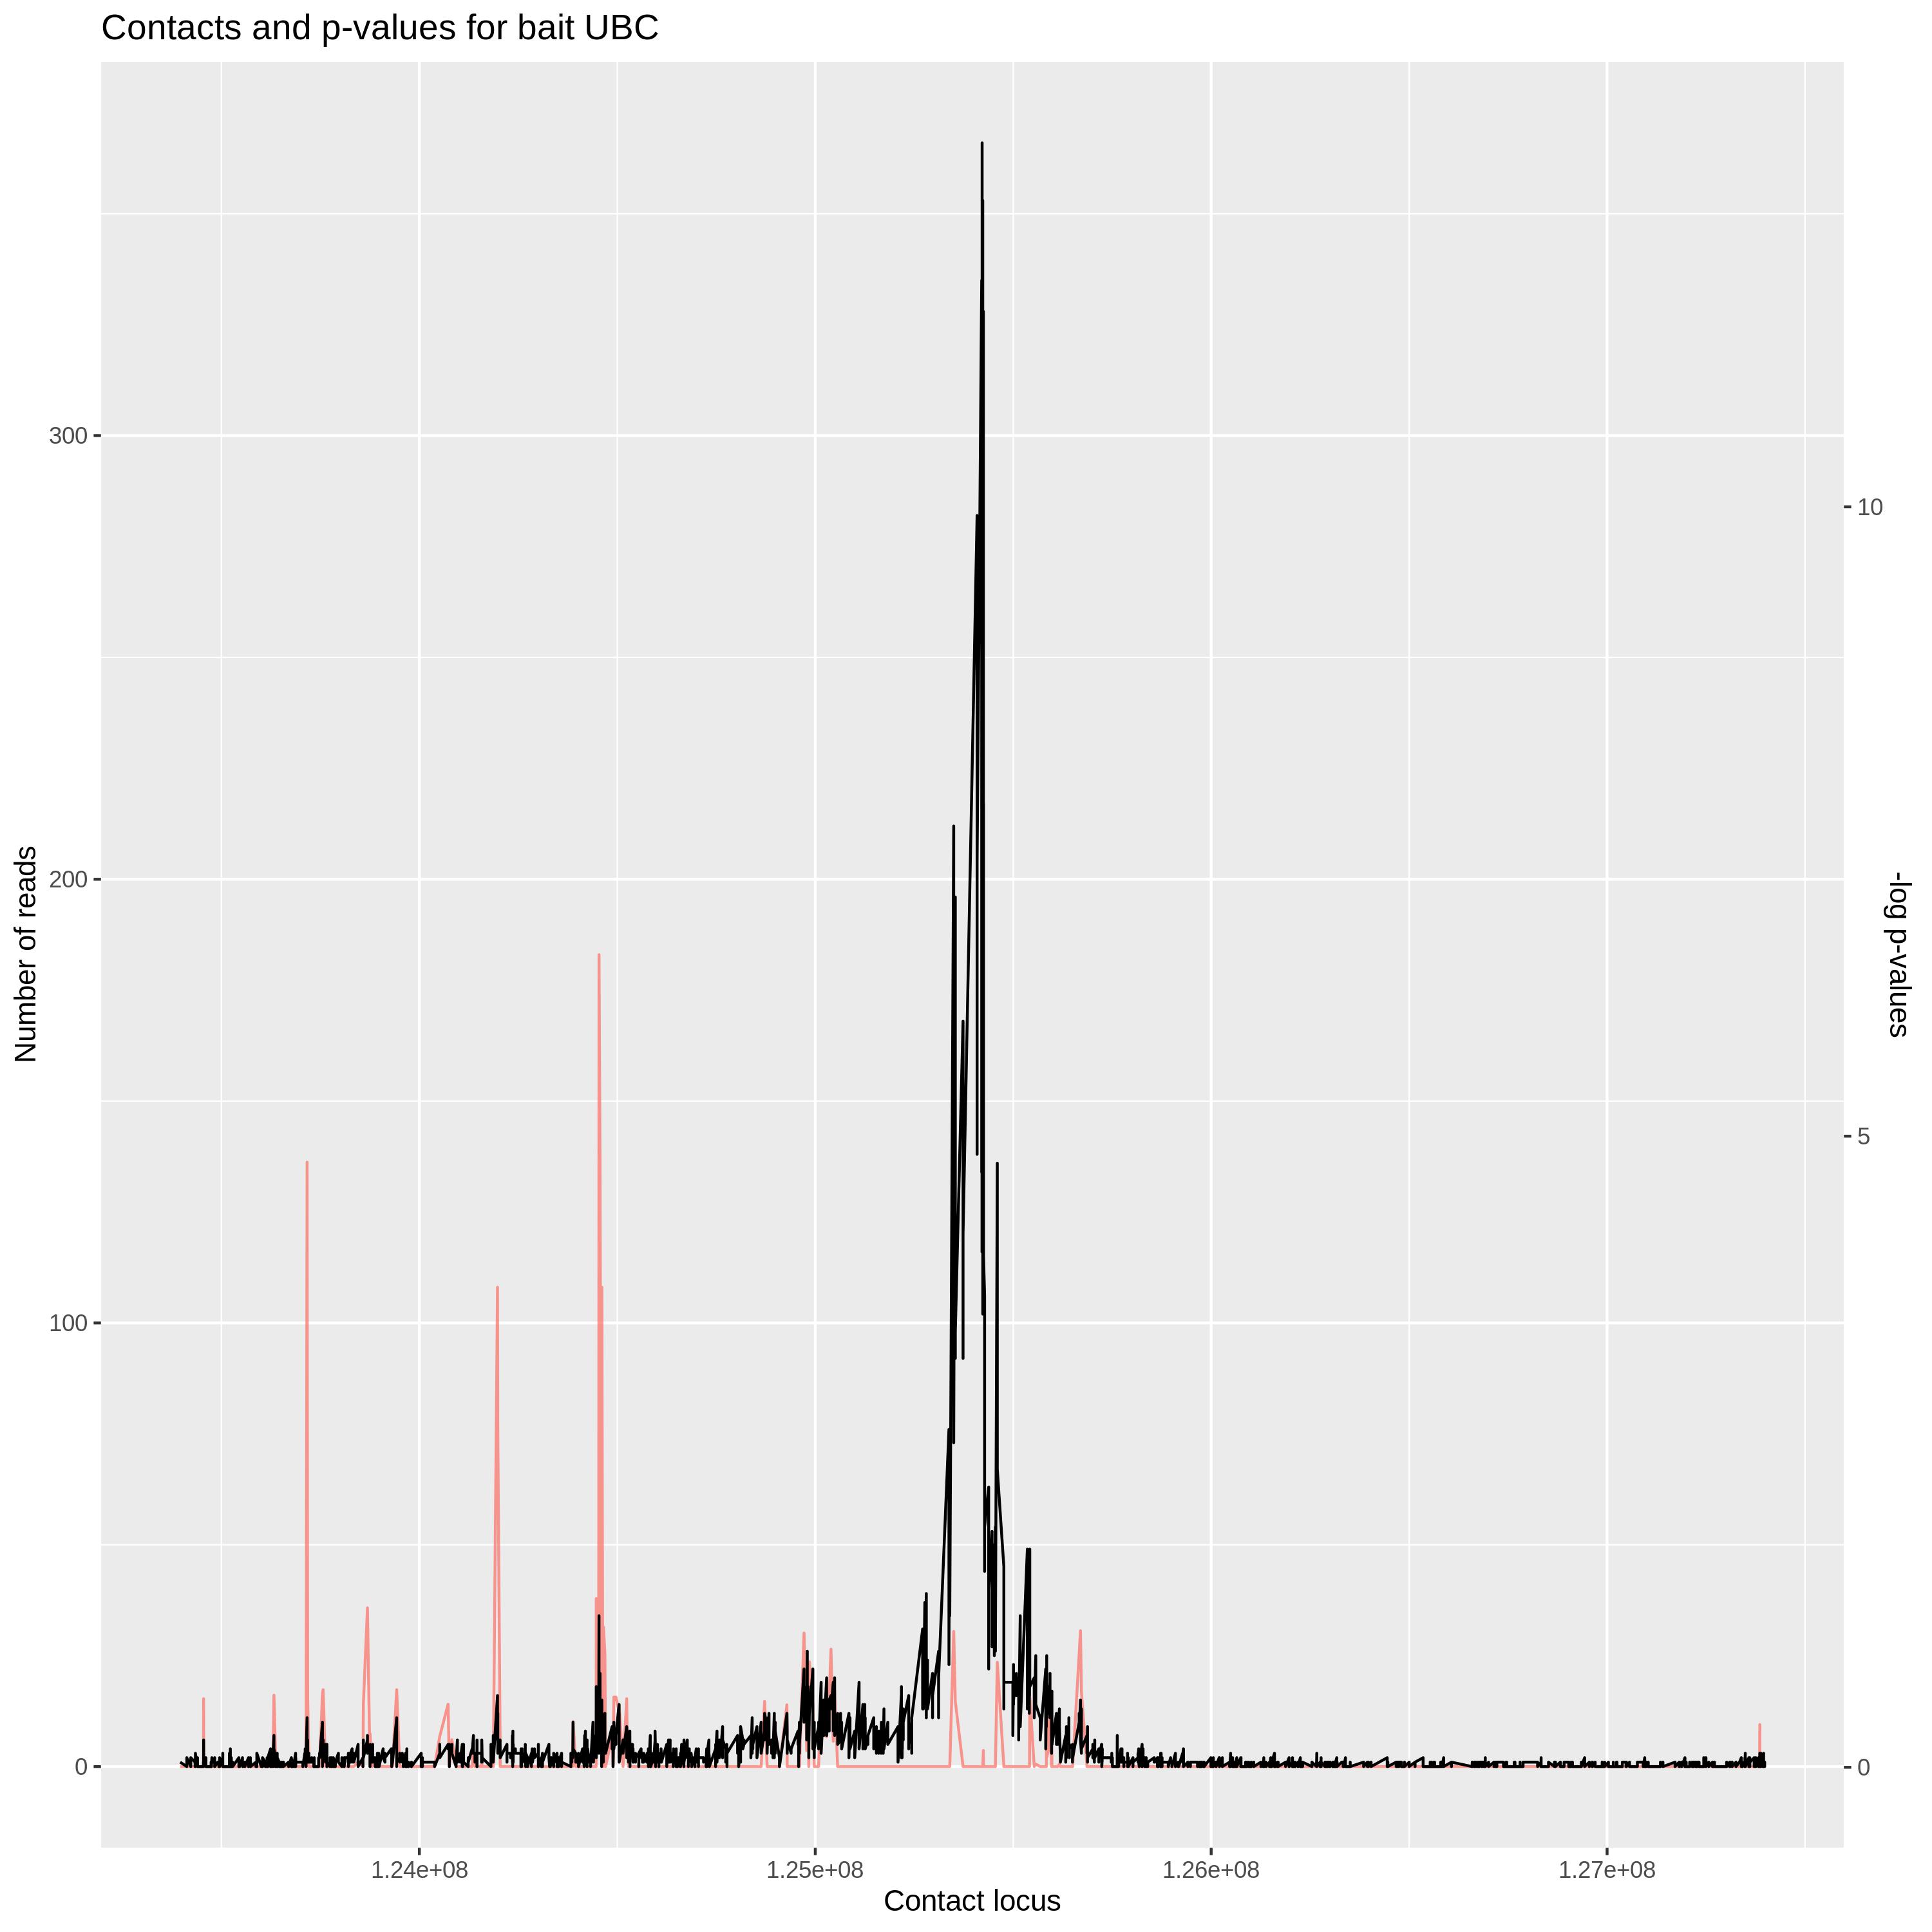 Contacts and p-values for bait UBC
Number of reads
300
200
100
0
10
5
0
-log p-values
1.24e+08
1.25e+08
1.26e+08
1.27e+08
Contact locus